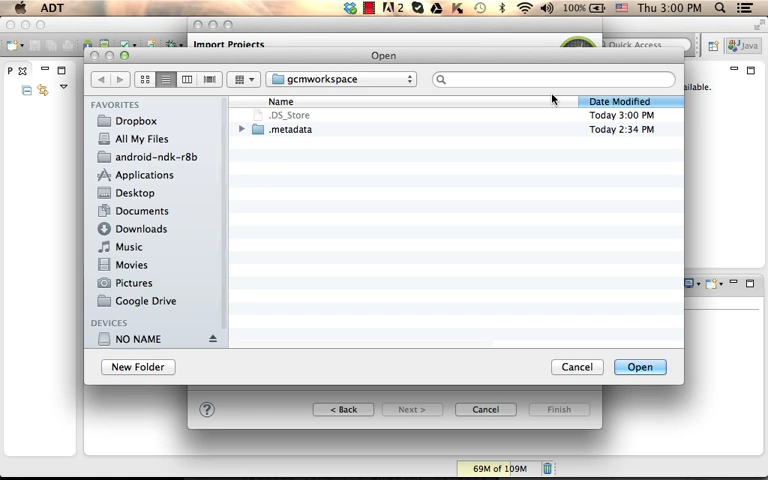 ADT
2
100%
Thu 3:00 PM
Import Projects
Quick Access
Java
P
Open
gcmworkspace
ailable.
FAVORITES
Dropbox
All My Files
android-ndk-r8b
Applications
Desktop
Documents
Downloads
Music
Movies
Pictures
Google Drive
DEVICES
NO NAME
Name
Date Modified
.DS_Store
Today 3:00 PM
.metadata
Today 2:34 PM
New Folder
Cancel
Open
?
< Back
Next >
Cancel
Finish
69M of 109M